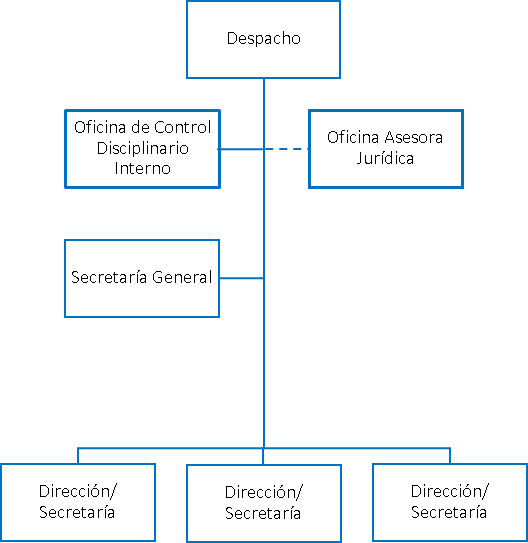 Despacho
Oficina de Control
Disciplinario
Interno
Oficina Asesora
Jurídica
Secretaría General
Dirección/
Secretaría
Dirección/
Secretaría
Dirección/
Secretaría